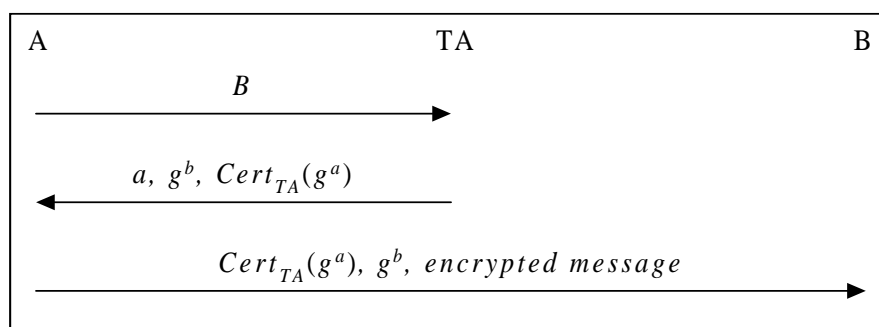 A TA B
B
a, g^b, Cert_TA(g^a)
Cert_TA(g^a), g^b, encrypted message